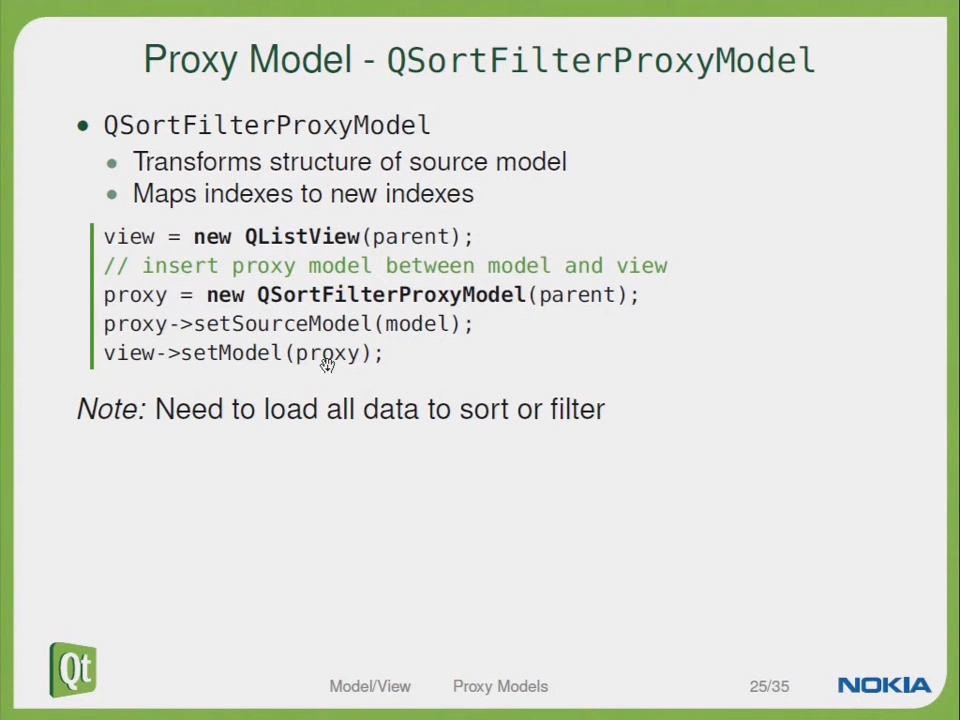 Proxy Model - QSortFilterProxyModel
• QSortFilterProxyModel
• Transforms structure of source model
• Maps indexes to new indexes
view = new QListView(parent);
// insert proxy model between model and view
proxy = new QSortFilterProxyModel(parent);
proxy->setSourceModel(model);
view->setModel(proxy);
Note: Need to load all data to sort or filter
Qt
Model/View Proxy Models 25/35 NOKIA